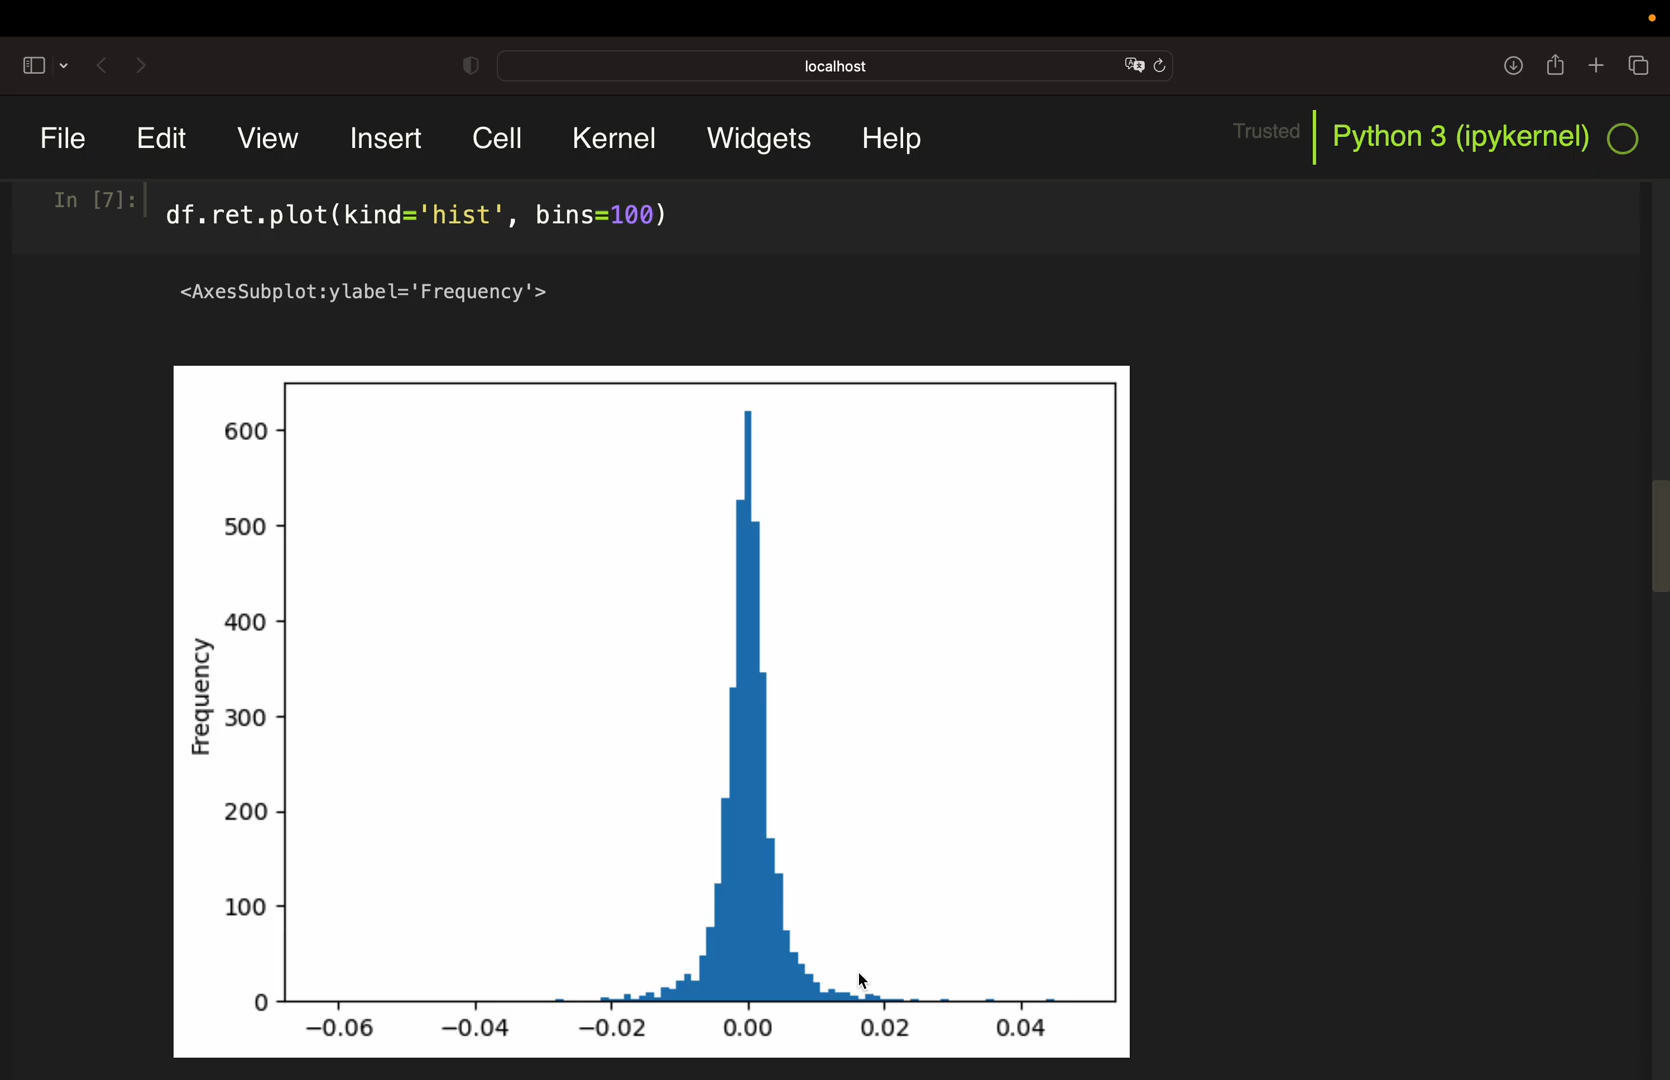 localhost
File Edit View Insert Cell Kernel Widgets Help Trusted Python 3 (ipykernel)
In [7]: df.ret.plot(kind='hist', bins=100)
<AxesSubplot:ylabel='Frequency'>
600
500
400
300
200
100
0
Frequency
−0.06 −0.04 −0.02 0.00 0.02 0.04